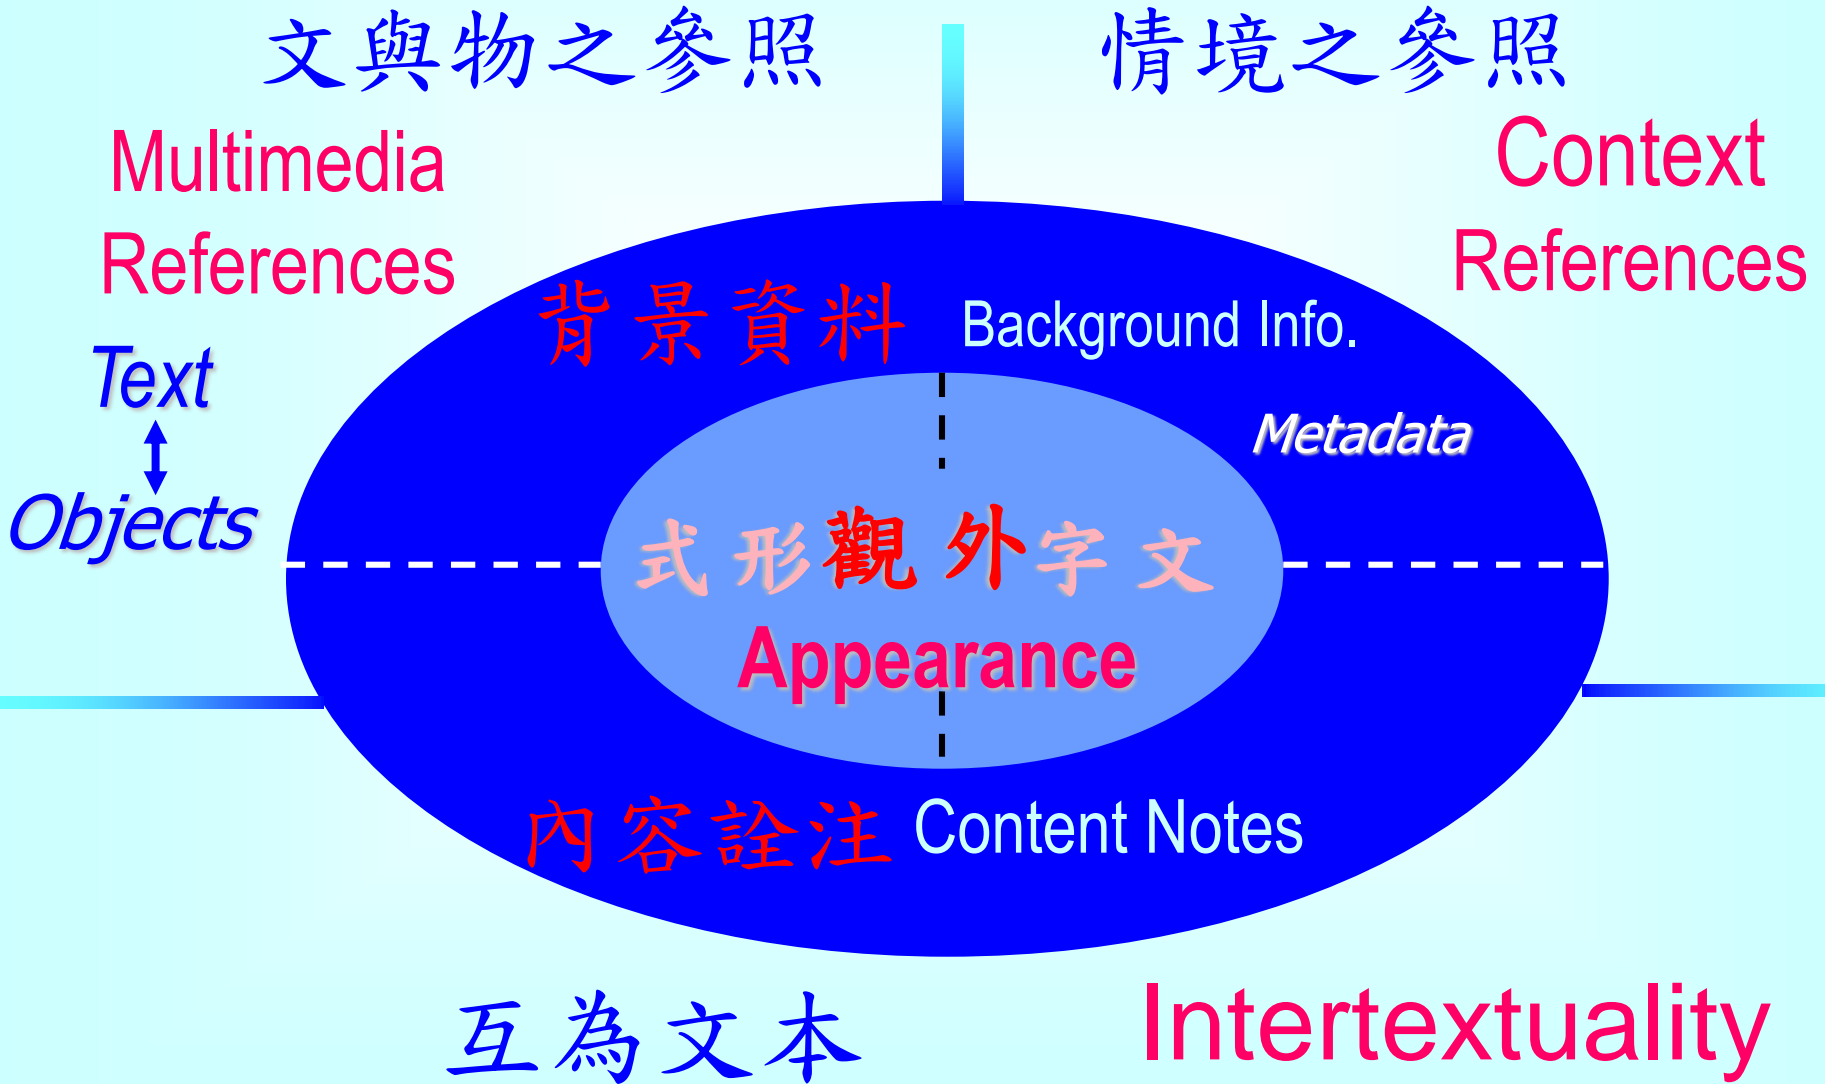 文與物之參照
情境之參照
Multimedia
References
Context
References
背景資料 Background Info.
Text
Objects
Metadata
式形觀外字文
Appearance
內容詮注 Content Notes
互為文本
Intertextuality